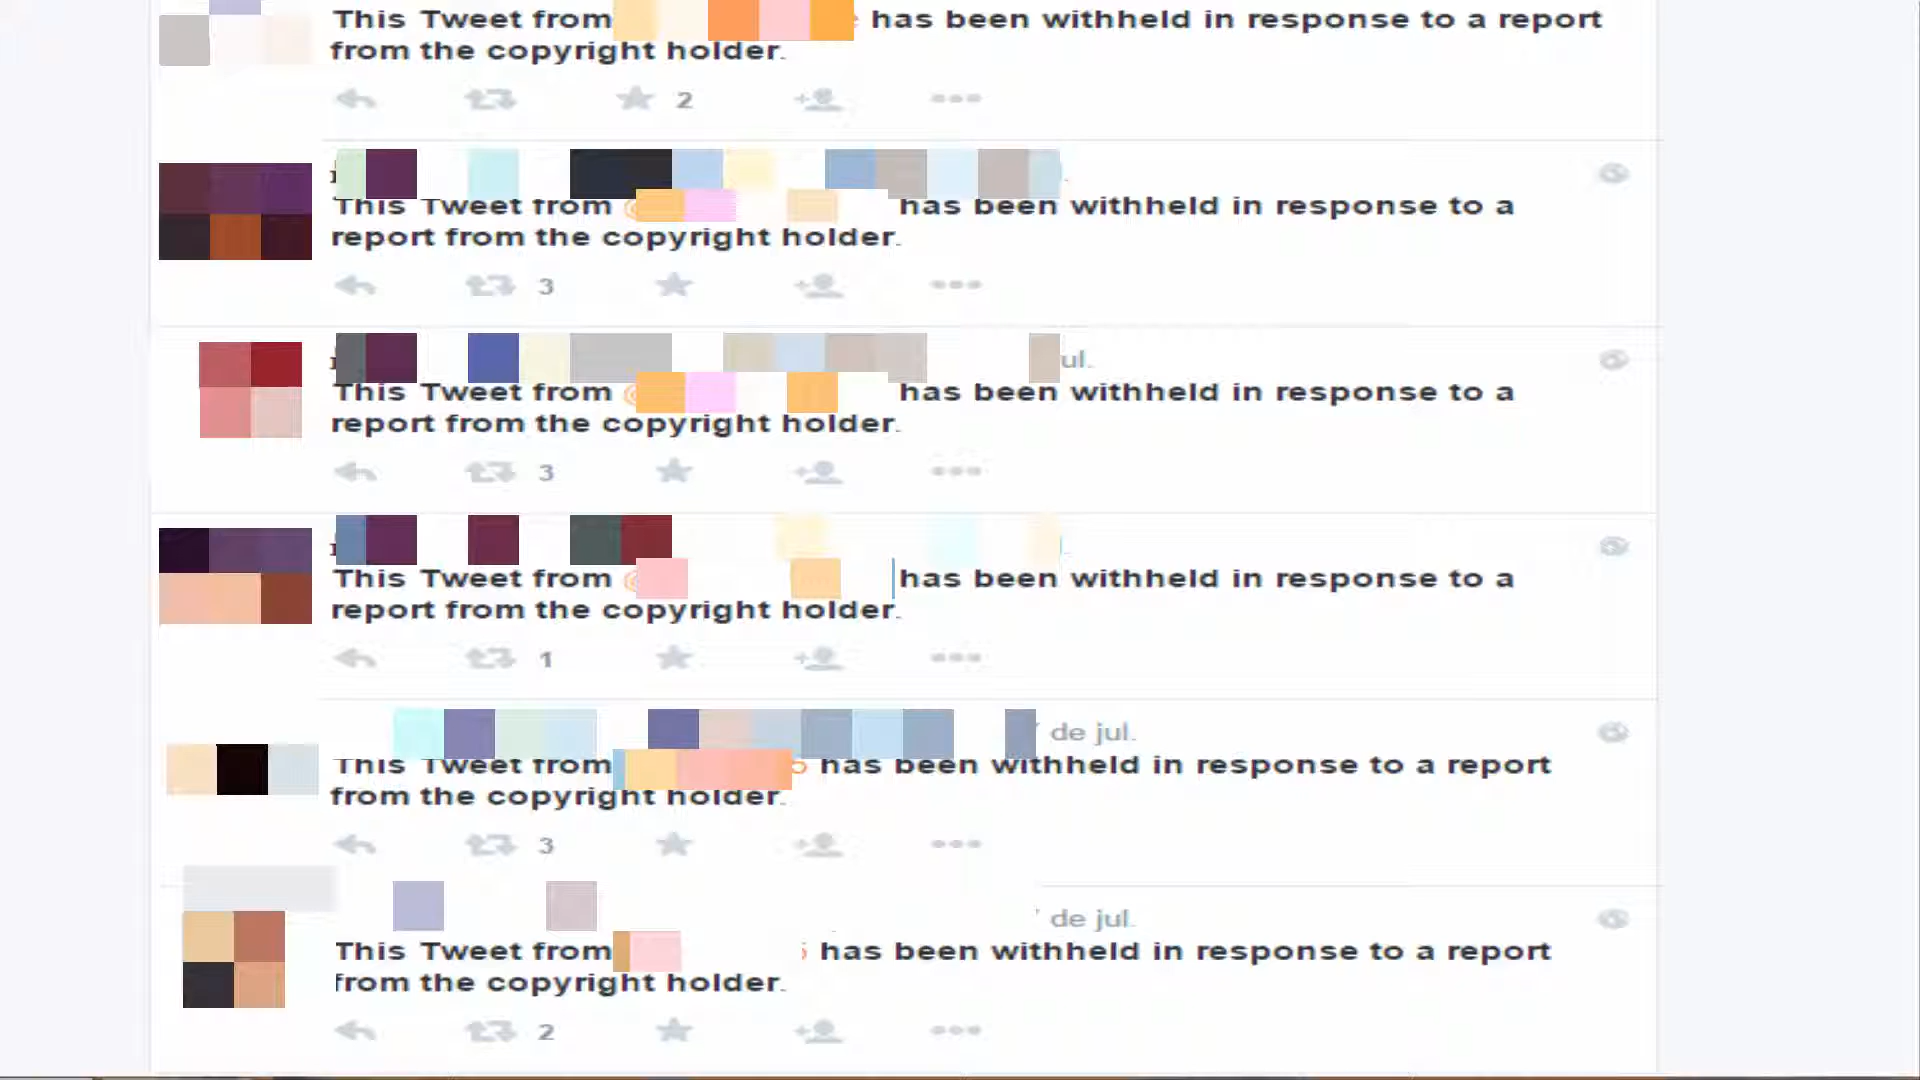 This Tweet from has been withheld in response to a report
from the copyright holder.
2
This Tweet from @ has been withheld in response to a
report from the copyright holder.
3
ul.
This Tweet from @ has been withheld in response to a
report from the copyright holder.
3
This Tweet from @ has been withheld in response to a
report from the copyright holder.
1
de jul.
This Tweet from has been withheld in response to a report
from the copyright holder.
3
de jul.
This Tweet from has been withheld in response to a report
from the copyright holder.
2